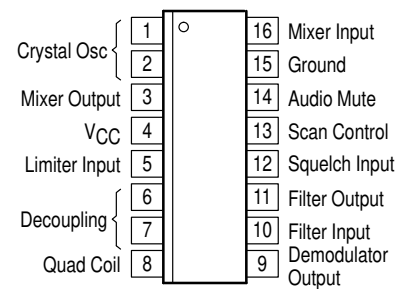 Crystal Osc
1
2
Mixer Output 3
VCC 4
Limiter Input 5
Decoupling
6
7
Quad Coil 8
16 Mixer Input
15 Ground
14 Audio Mute
13 Scan Control
12 Squelch Input
11 Filter Output
10 Filter Input
9 Demodulator
Output